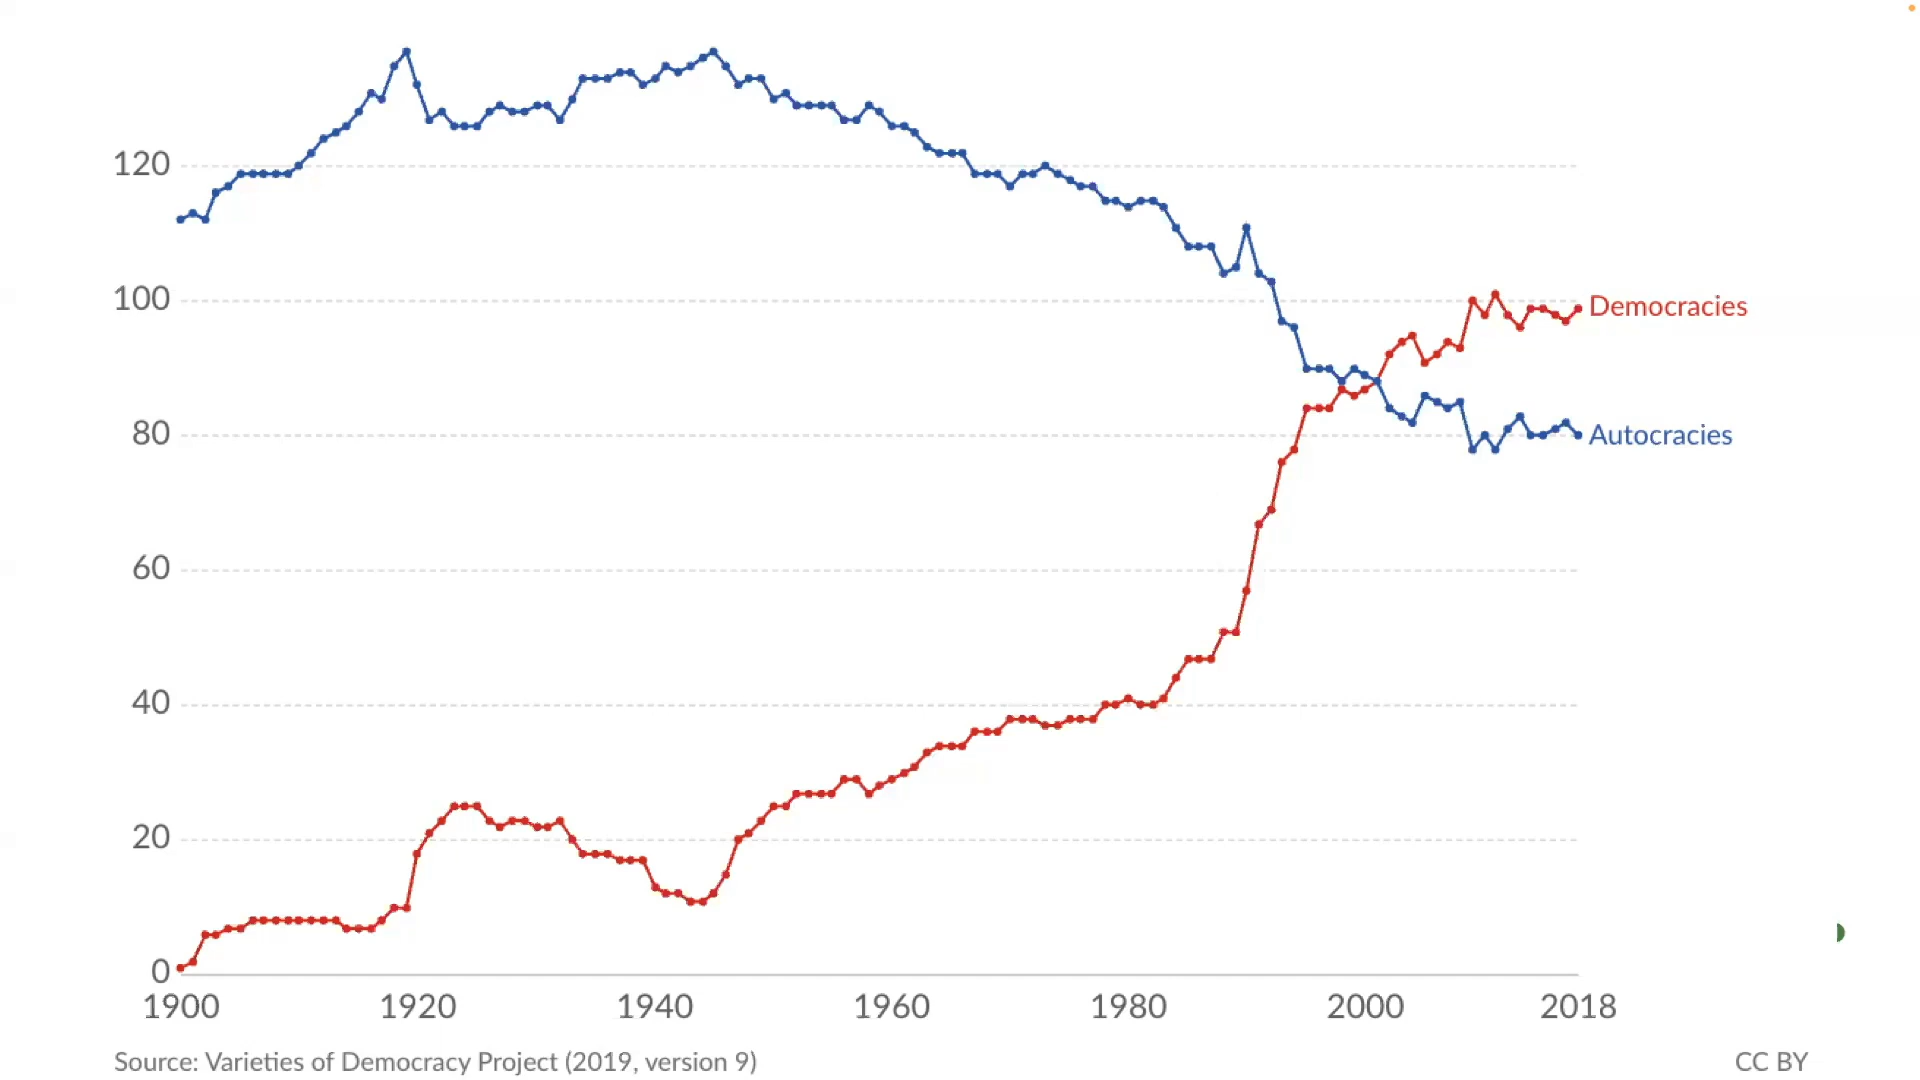 120
100
Democracies
80
Autocracies
60
40
20
0
1900 1920 1940 1960 1980 2000 2018
Source: Varieties of Democracy Project (2019, version 9)
CC BY